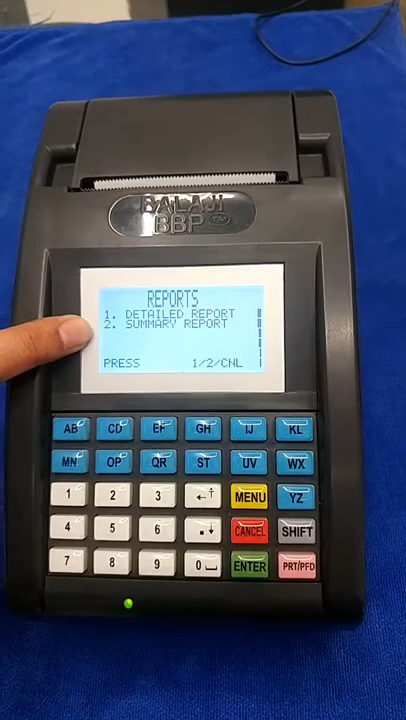 BALAJI
BBP™
REPORTS
1. DETAILED REPORT
2. SUMMARY REPORT
PRESS 1/2/CNL
AB CD EF GH IJ KL
MN OP QR ST UV WX
1 2 3 ←↑ MENU YZ
4 5 6 .↓ CANCEL SHIFT
7 8 9 0⌴ ENTER PRT/PFD